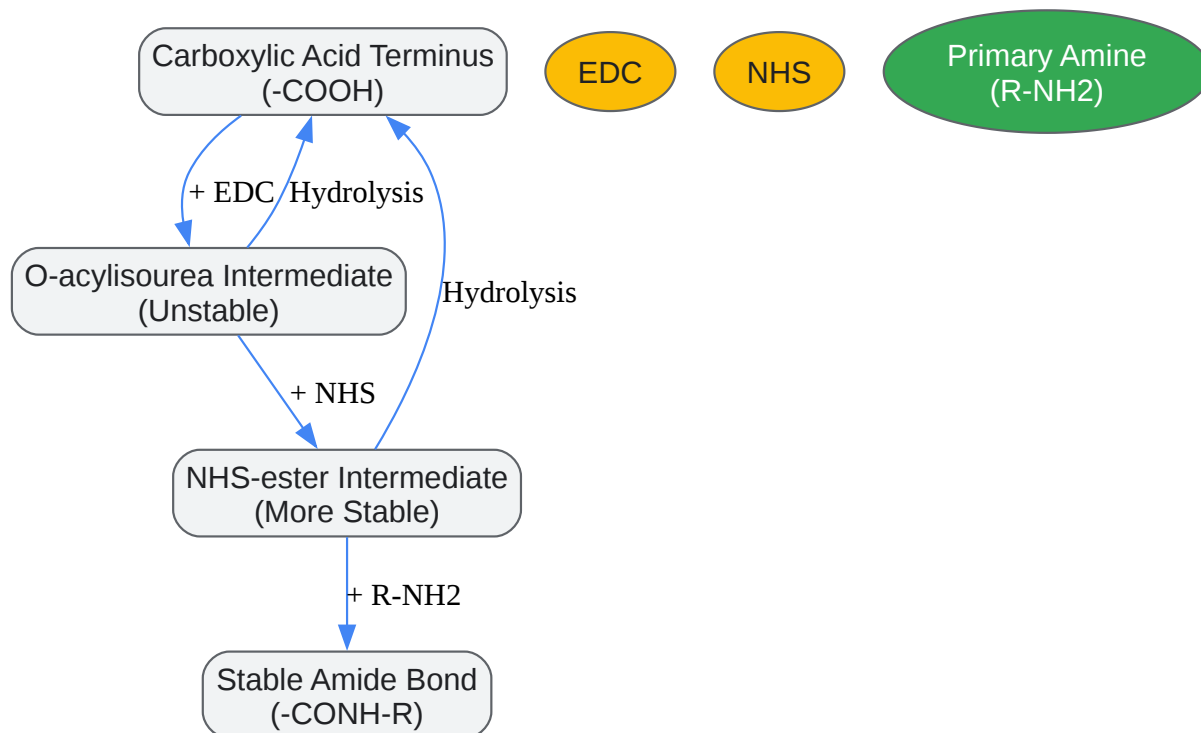 Carboxylic Acid Terminus
(-COOH)
EDC
NHS
Primary Amine
(R-NH2)
+ EDC
Hydrolysis
O-acylisourea Intermediate
(Unstable)
Hydrolysis
+ NHS
NHS-ester Intermediate
(More Stable)
+ R-NH2
Stable Amide Bond
(-CONH-R)